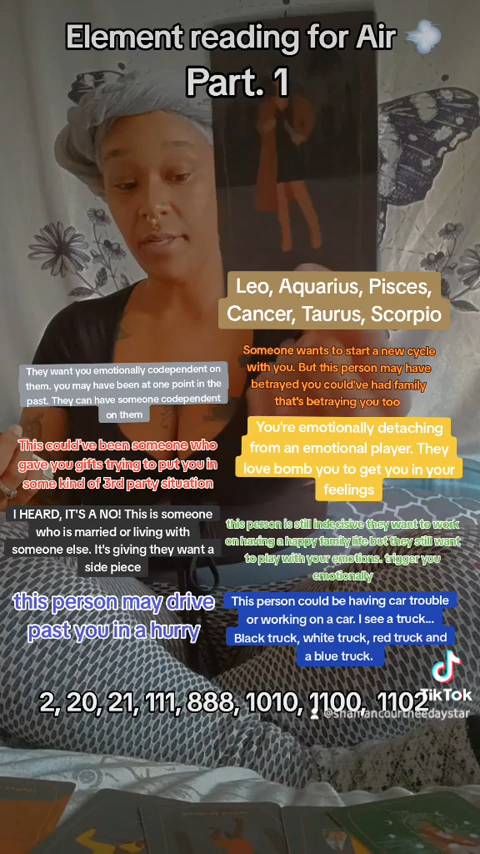 Element reading for Air
Part. 1
Leo, Aquarius, Pisces,
Cancer, Taurus, Scorpio
Someone wants to start a new cycle
with you. But this person may have
betrayed you could've had family
that's betraying you too
They want you emotionally codependent on
them. you may have been at one point in the
past. They can have someone codependent
on them
You're emotionally detaching
from an emotional player. They
love bomb you to get you in your
feelings
This could've been someone who
gave you gifts trying to put you in
some kind of 3rd party situation
I HEARD, IT'S A NO! This is someone
who is married or living with
someone else. It's giving they want a
side piece
this person is still indecisive they want to work
on having a happy family life but they still want
to play with your emotions. trigger you
emotionally
this person may drive
past you in a hurry
This person could be having car trouble
or working on a car. I see a truck...
Black truck, white truck, red truck and
a blue truck.
2, 20, 21, 111, 888, 1010, 1100, 1102
TikTok
@shamancourtneedaystar